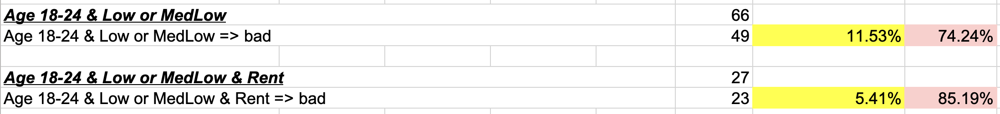 Age 18-24 & Low or MedLow 66
Age 18-24 & Low or MedLow => bad 49 11.53% 74.24%
Age 18-24 & Low or MedLow & Rent 27
Age 18-24 & Low or MedLow & Rent => bad 23 5.41% 85.19%